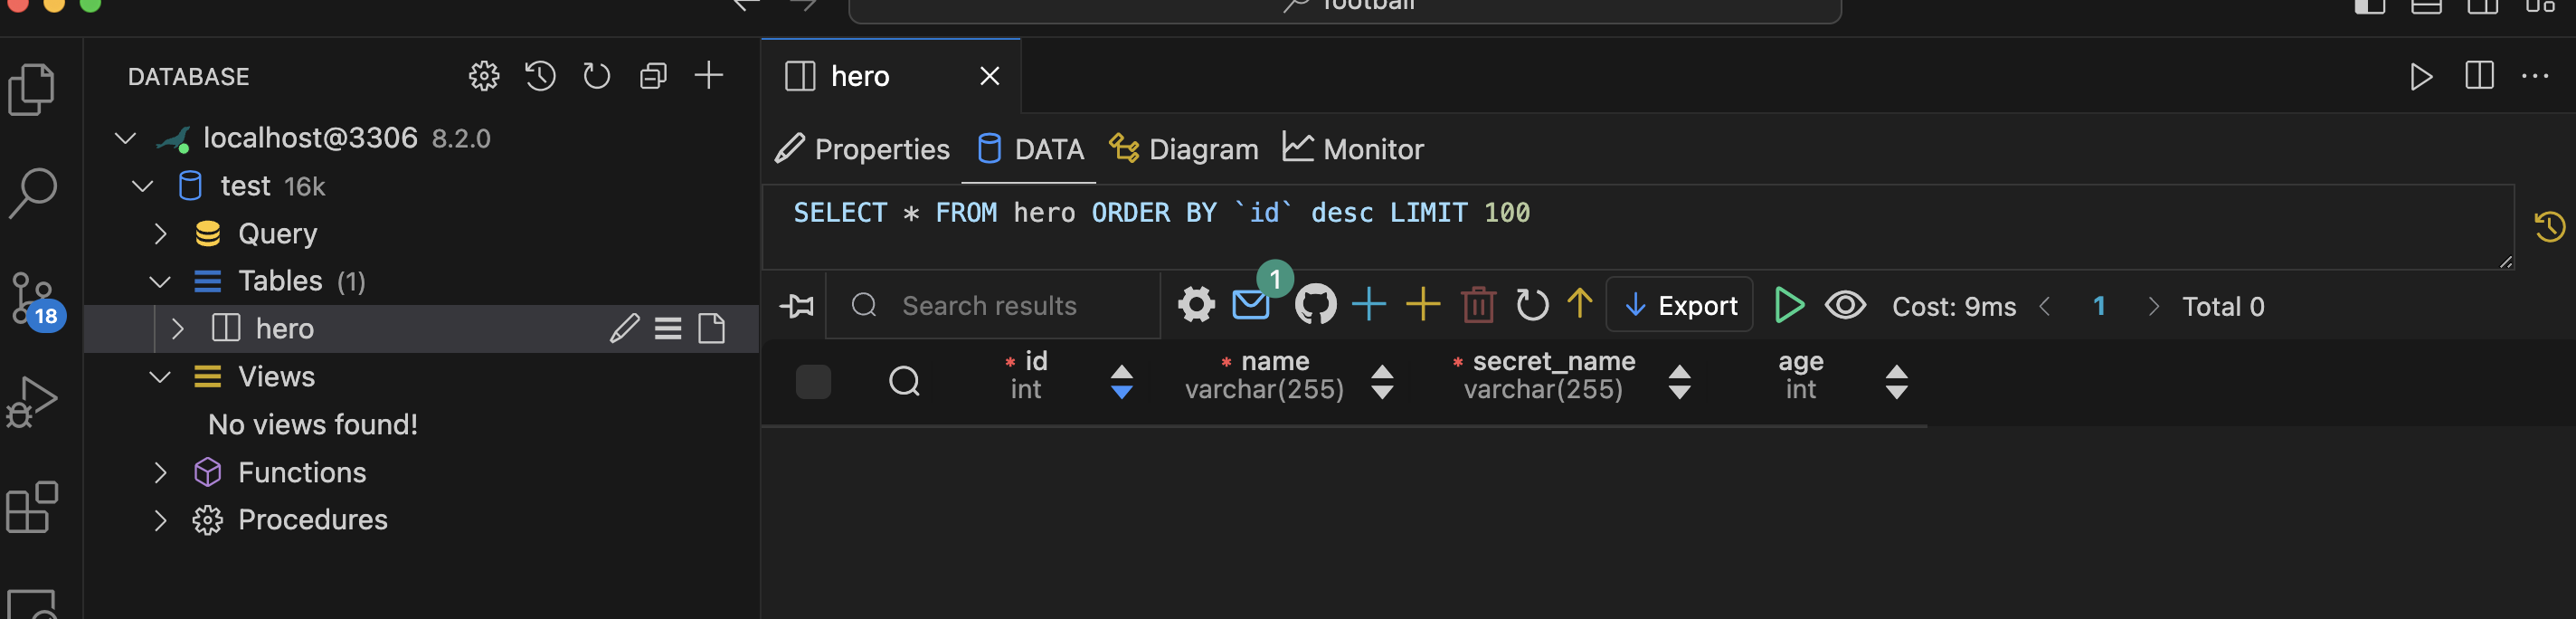 football
DATABASE
localhost@3306 8.2.0
test 16k
Query
Tables (1)
hero
Views
No views found!
Functions
Procedures
18
hero
Properties
DATA
Diagram
Monitor
SELECT * FROM hero ORDER BY `id` desc LIMIT 100
Search results
1
Export
Cost: 9ms
1
Total 0
* id
int
* name
varchar(255)
* secret_name
varchar(255)
age
int